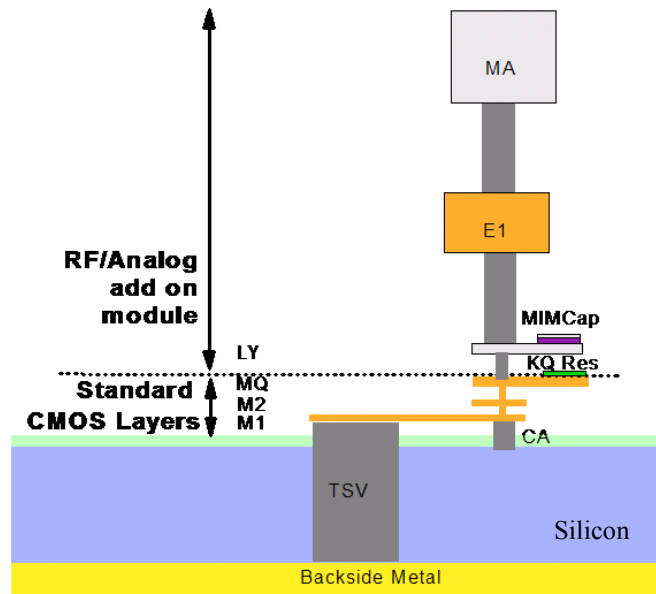 MA
E1
RF/Analog
add on
module
MIMCap
LY
KQ Res
Standard
CMOS Layers
MQ
M2
M1
CA
TSV
Silicon
Backside Metal